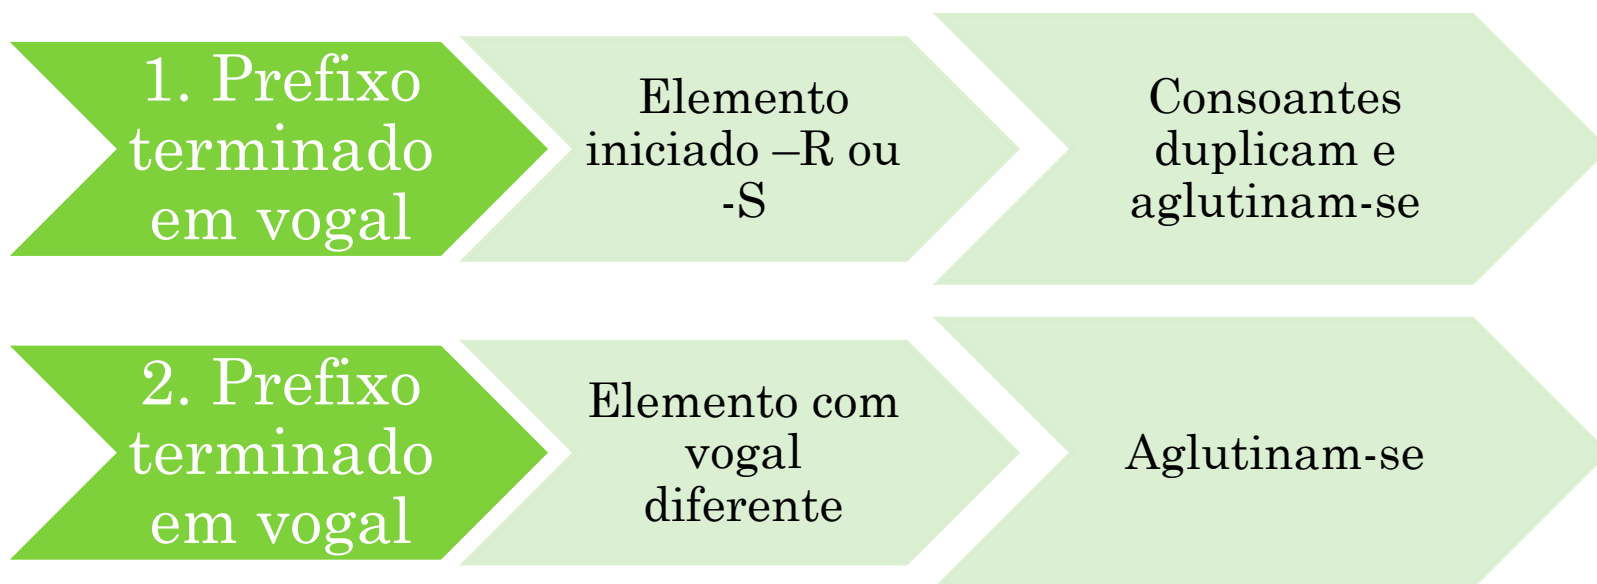 1. Prefixo
terminado
em vogal
Elemento
iniciado –R ou
-S
Consoantes
duplicam e
aglutinam-se
2. Prefixo
terminado
em vogal
Elemento com
vogal
diferente
Aglutinam-se